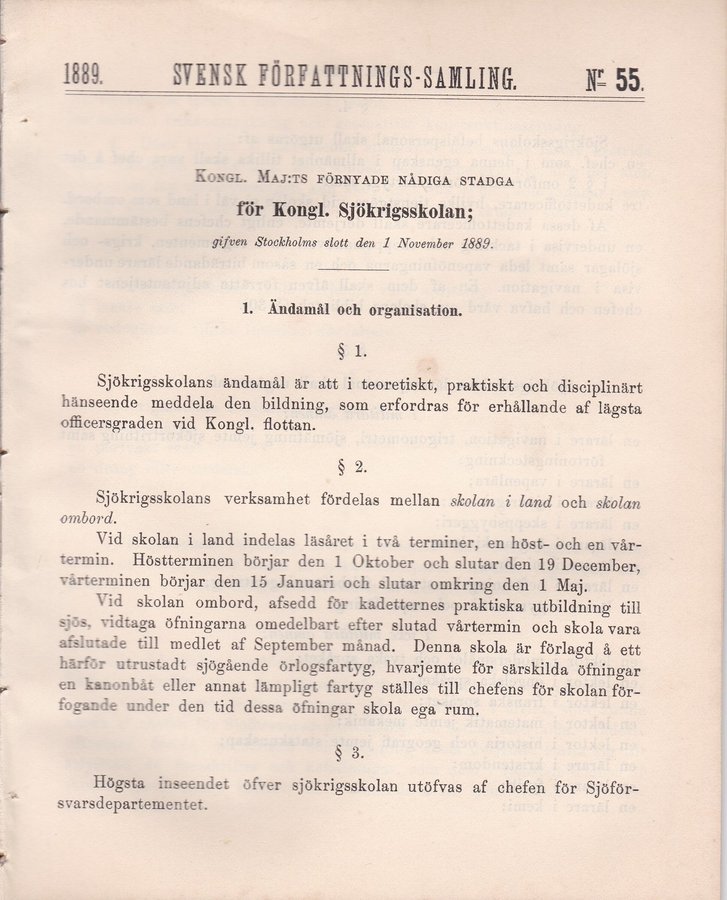 1889. SVENSK FÖRFATTNINGS-SAMLING. Nr 55.
KONGL. MAJ:TS FÖRNYADE NÅDIGA STADGA
för Kongl. Sjökrigsskolan;
gifven Stockholms slott den 1 November 1889.
1. Ändamål och organisation.
§ 1.
Sjökrigsskolans ändamål är att i teoretiskt, praktiskt och disciplinärt
hänseende meddela den bildning, som erfordras för erhållande af lägsta
officersgraden vid Kongl. flottan.
§ 2.
Sjökrigsskolans verksamhet fördelas mellan skolan i land och skolan
ombord.
Vid skolan i land indelas läsåret i två terminer, en höst- och en vår-
termin. Höstterminen börjar den 1 Oktober och slutar den 19 December,
vårterminen börjar den 15 Januari och slutar omkring den 1 Maj.
Vid skolan ombord, afsedd för kadetternes praktiska utbildning till
sjös, vidtaga öfningarna omedelbart efter slutad vårtermin och skola vara
afslutade till medlet af September månad. Denna skola är förlagd å ett
härför utrustadt sjögående örlogsfartyg, hvarjemte för särskilda öfningar
en kanonbåt eller annat lämpligt fartyg ställes till chefens för skolan för-
fogande under den tid dessa öfningar skola ega rum.
§ 3.
Högsta inseendet öfver sjökrigsskolan utöfvas af chefen för Sjöför-
svarsdepartementet.